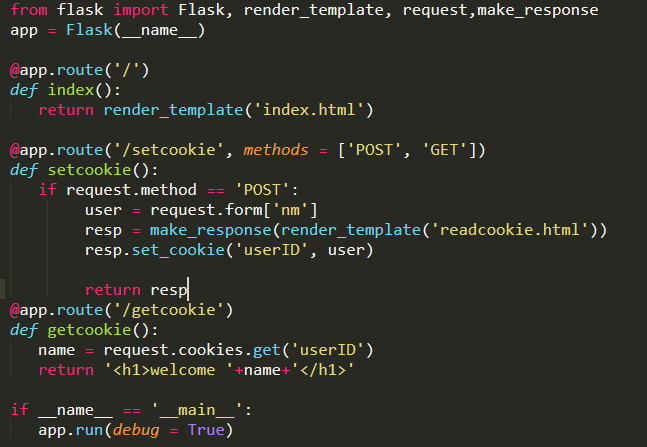 from flask import Flask, render_template, request,make_response
app = Flask(__name__)
@app.route('/')
def index():
   return render_template('index.html')
@app.route('/setcookie', methods = ['POST', 'GET'])
def setcookie():
   if request.method == 'POST':
        user = request.form['nm']
        resp = make_response(render_template('readcookie.html'))
        resp.set_cookie('userID', user)
        return resp
@app.route('/getcookie')
def getcookie():
   name = request.cookies.get('userID')
   return '<h1>welcome '+name+'</h1>'
if __name__ == '__main__':
   app.run(debug = True)